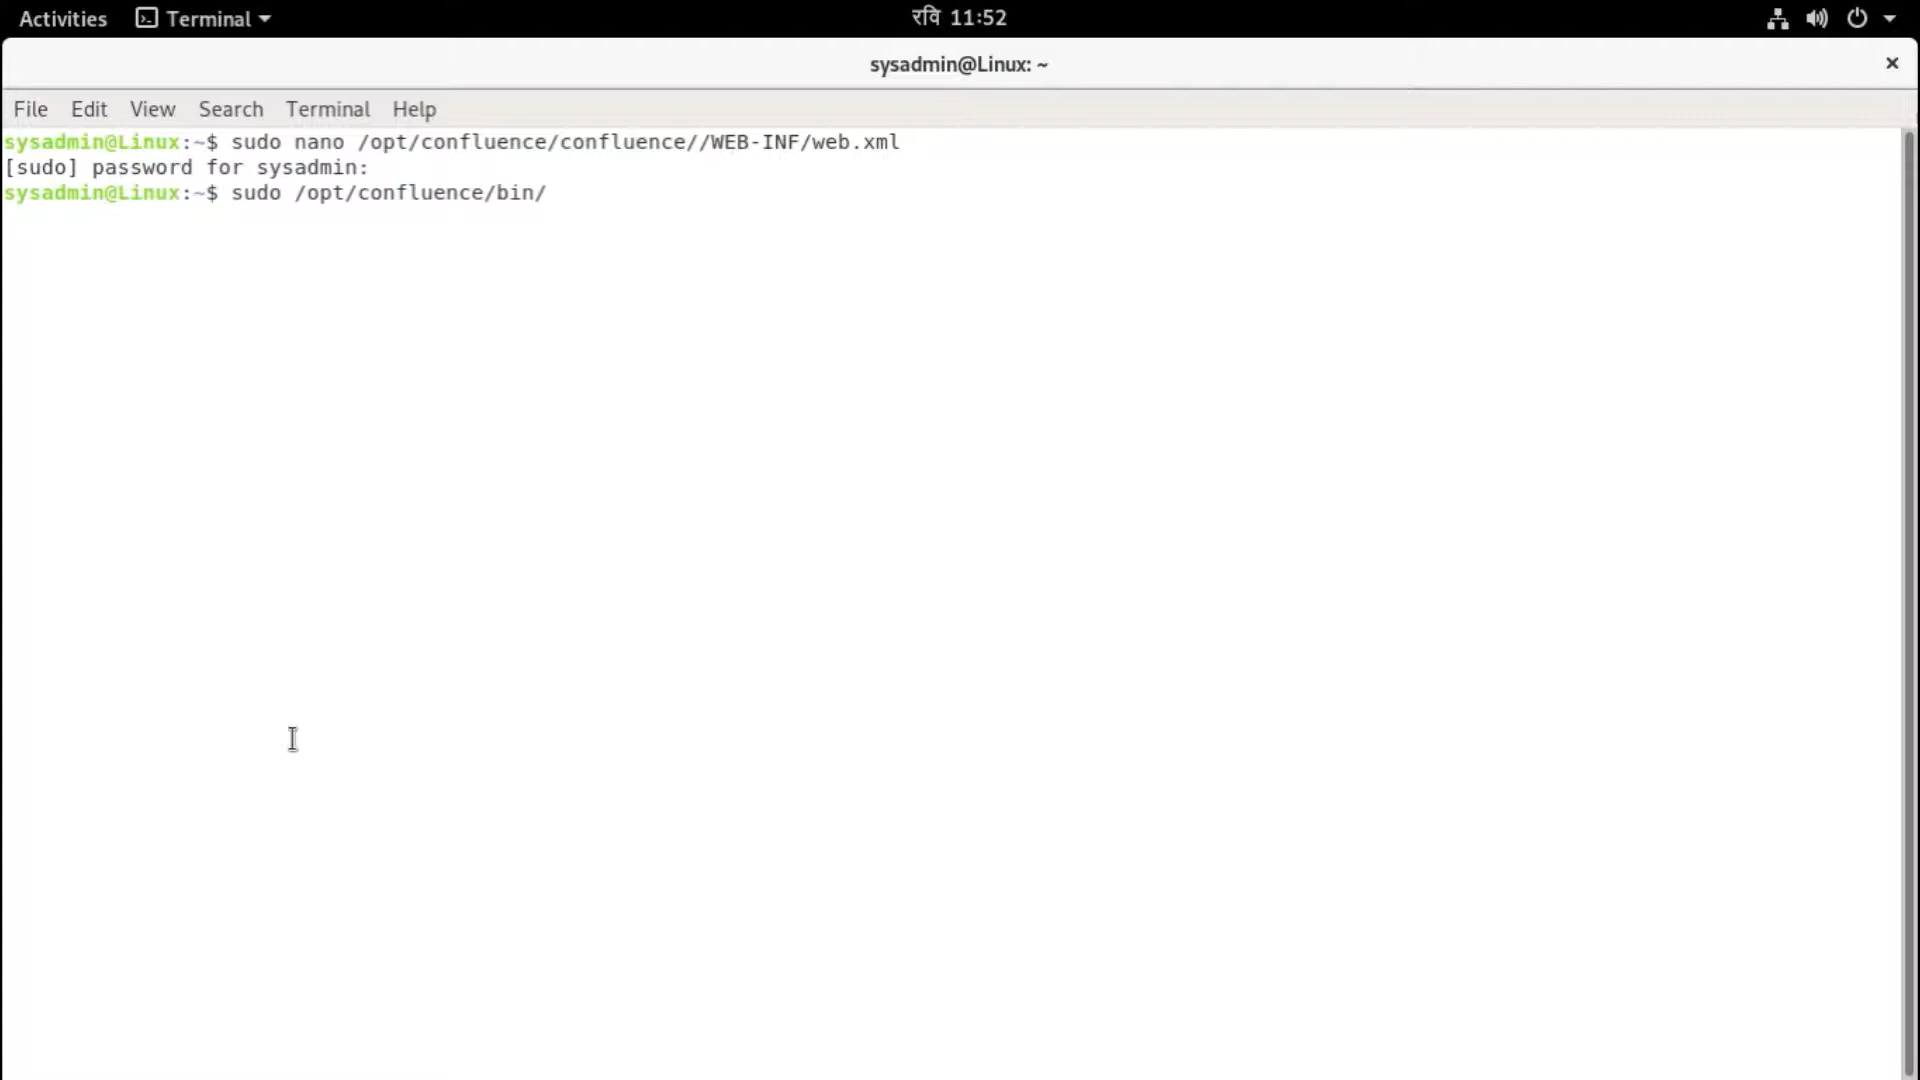 Activities Terminal रवि 11:52
sysadmin@Linux: ~
File Edit View Search Terminal Help
sysadmin@Linux:~$ sudo nano /opt/confluence/confluence//WEB-INF/web.xml
[sudo] password for sysadmin:
sysadmin@Linux:~$ sudo /opt/confluence/bin/